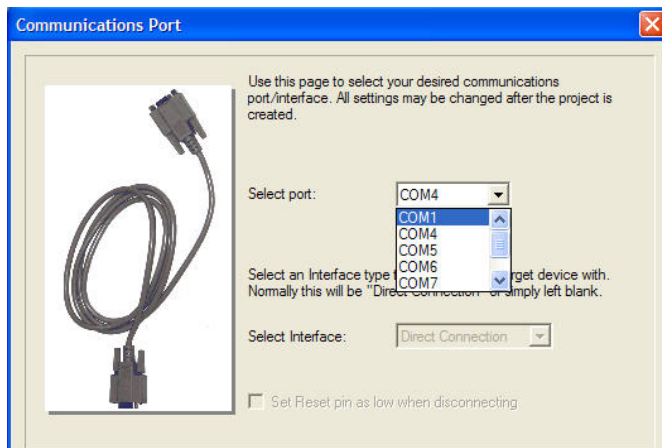 Communications Port
Use this page to select your desired communications
port/interface. All settings may be changed after the project is
created.
Select port:
COM4
COM1
COM4
COM5
COM6
COM7
Select an Interface type rget device with.
Normally this will be "Direct Connection" or simply left blank.
Select Interface:
Direct Connection
Set Reset pin as low when disconnecting